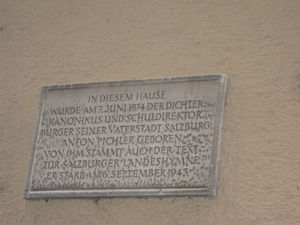 IN DIESEM HAUSE
WURDE AM 7. JUNI 1874 DER DICHTER,
KANONIKUS UND SCHULDIREKTOR,
BÜRGER SEINER VATERSTADT SALZBURG,
ANTON PICHLER GEBOREN.
VON IHM STAMMT AUCH DER TEXT
ZUR SALZBURGER LANDESHYMNE.
ER STARB AM 6. SEPTEMBER 1943.